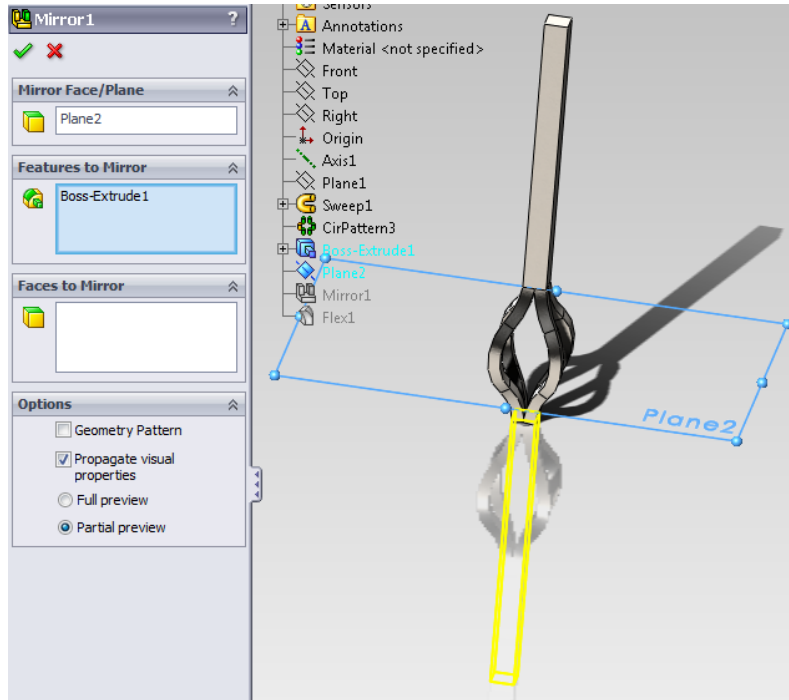 Mirror1 ?
Mirror Face/Plane
Plane2
Features to Mirror
Boss-Extrude1
Faces to Mirror
Options
Geometry Pattern
Propagate visual
properties
Full preview
Partial preview
Sensors
Annotations
Material <not specified>
Front
Top
Right
Origin
Axis1
Plane1
Sweep1
CirPattern3
Boss-Extrude1
Plane2
Mirror1
Flex1
Plane2